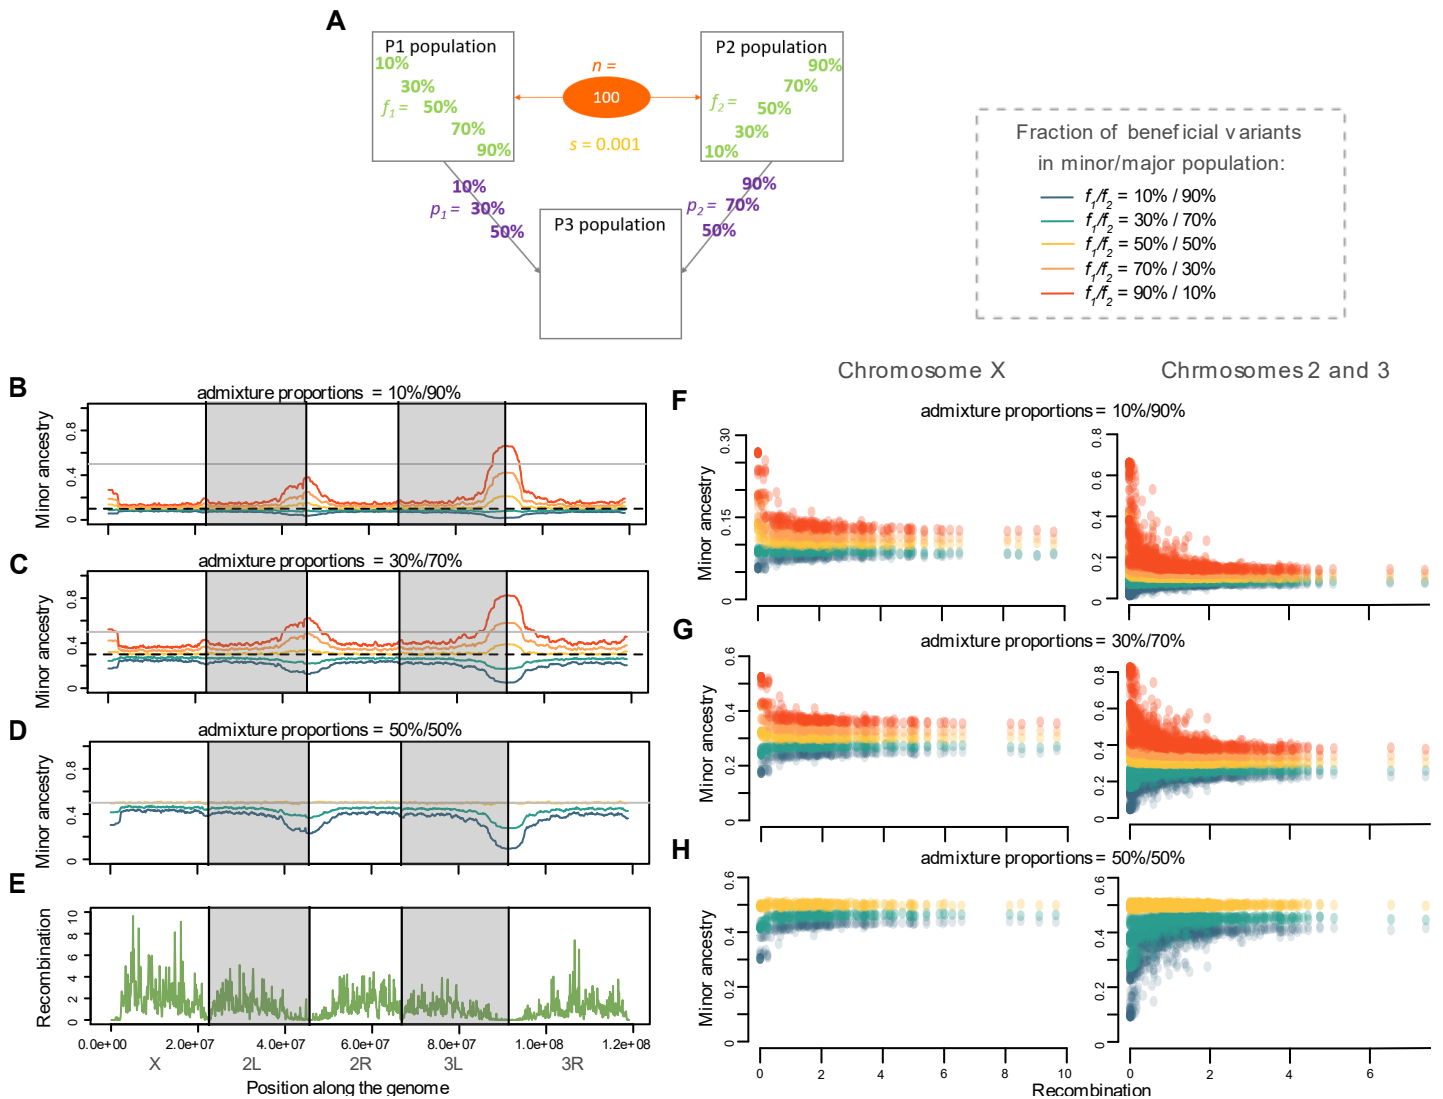 A
P1 population
10%
30%
f1 = 50%
70%
90%
n =
100
s = 0.001
P2 population
90%
70%
f2 = 50%
30%
10%
10%
p1 = 30%
50%
90%
p2 = 70%
50%
P3 population
Fraction of beneficial variants
in minor/major population:
f1/f2 = 10% / 90%
f1/f2 = 30% / 70%
f1/f2 = 50% / 50%
f1/f2 = 70% / 30%
f1/f2 = 90% / 10%
B
admixture proportions = 10%/90%
Minor ancestry
0.8
0.4
0
C
admixture proportions = 30%/70%
Minor ancestry
0.8
0.4
0
D
admixture proportions = 50%/50%
Minor ancestry
0.8
0.4
0
E
Recombination
10
8
6
4
2
0
0.0e+00 2.0e+07 4.0e+07 6.0e+07 8.0e+07 1.0e+08 1.2e+08
X 2L 2R 3L 3R
Position along the genome
Chromosome X
Chrmosomes 2 and 3
F
admixture proportions = 10%/90%
Minor ancestry
0.30
0.15
0
0.8
0.6
0.4
0.2
0
G
admixture proportions = 30%/70%
Minor ancestry
0.6
0.4
0.2
0
0.8
0.6
0.4
0.2
0
H
admixture proportions = 50%/50%
Minor ancestry
0.6
0.4
0.2
0
0.6
0.4
0.2
0
0 2 4 6 8 10
0 2 4 6
Recombination